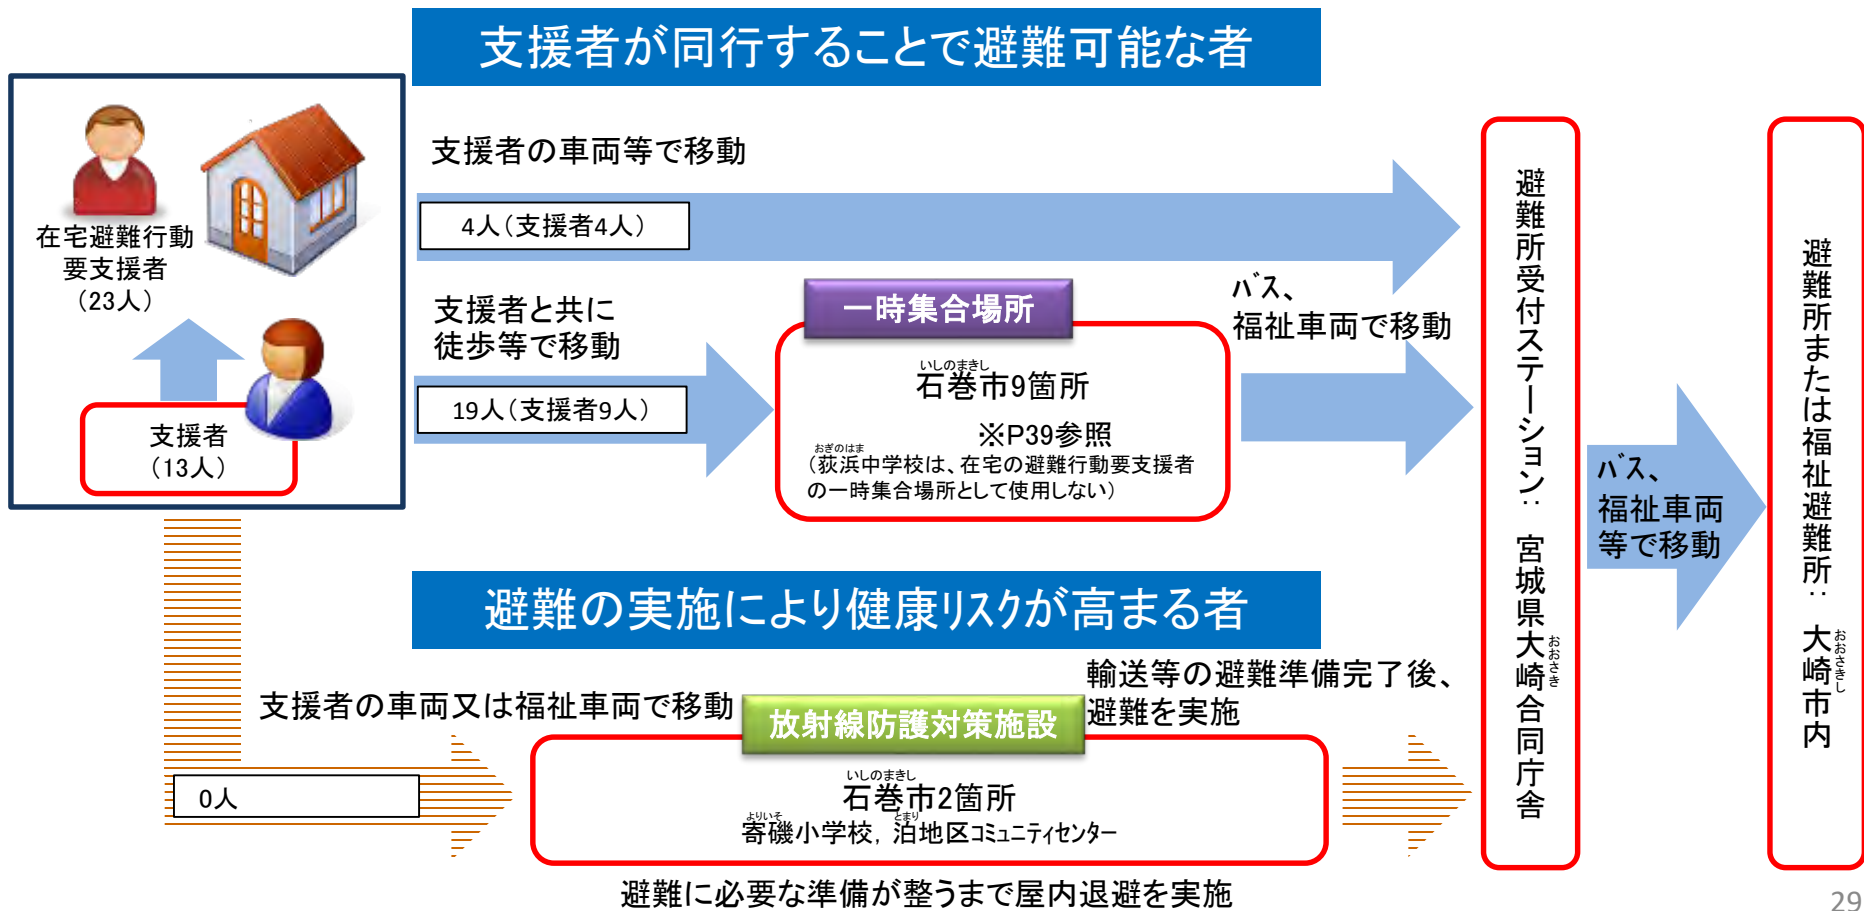 支援者が同行することで避難可能な者
在宅避難行動
要支援者
（23人）
支援者
（13人）
支援者の車両等で移動
4人（支援者4人）
支援者と共に
徒歩等で移動
19人（支援者9人）
一時集合場所
いしのまきし
石巻市9箇所
※P39参照
おぎのはま
（荻浜中学校は、在宅の避難行動要支援者
の一時集合場所として使用しない）
バス、
福祉車両で移動
避難所受付ステーション：宮城県大崎合同庁舎
おおさき
バス、
福祉車両
等で移動
避難所または福祉避難所：大崎市内
おおさきし
避難の実施により健康リスクが高まる者
支援者の車両又は福祉車両で移動
0人
放射線防護対策施設
いしのまきし
石巻市2箇所
よりいそ とまり
寄磯小学校，泊地区コミュニティセンター
輸送等の避難準備完了後、
避難を実施
避難に必要な準備が整うまで屋内退避を実施
29